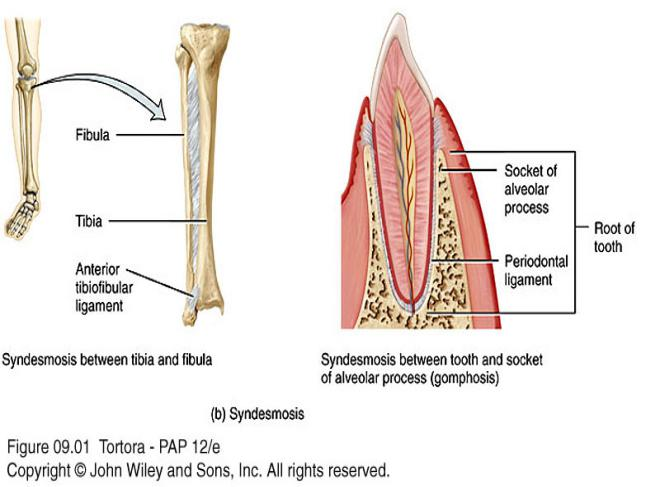 Fibula
Tibia
Anterior
tibiofibular
ligament
Socket of
alveolar
process
Root of
tooth
Periodontal
ligament
Syndesmosis between tibia and fibula
Syndesmosis between tooth and socket
of alveolar process (gomphosis)
(b) Syndesmosis
Figure 09.01 Tortora - PAP 12/e
Copyright © John Wiley and Sons, Inc. All rights reserved.